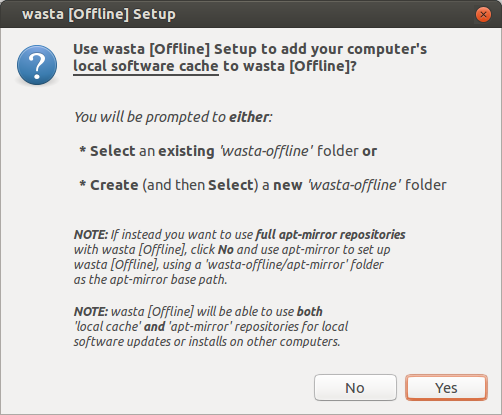 wasta [Offline] Setup
Use wasta [Offline] Setup to add your computer's
local software cache to wasta [Offline]?
You will be prompted to either:
* Select an existing 'wasta-offline' folder or
* Create (and then Select) a new 'wasta-offline' folder
NOTE: If instead you want to use full apt-mirror repositories
with wasta [Offline], click No and use apt-mirror to set up
wasta [Offline], using a 'wasta-offline/apt-mirror' folder
as the apt-mirror base path.
NOTE: wasta [Offline] will be able to use both
'local cache' and 'apt-mirror' repositories for local
software updates or installs on other computers.
No Yes